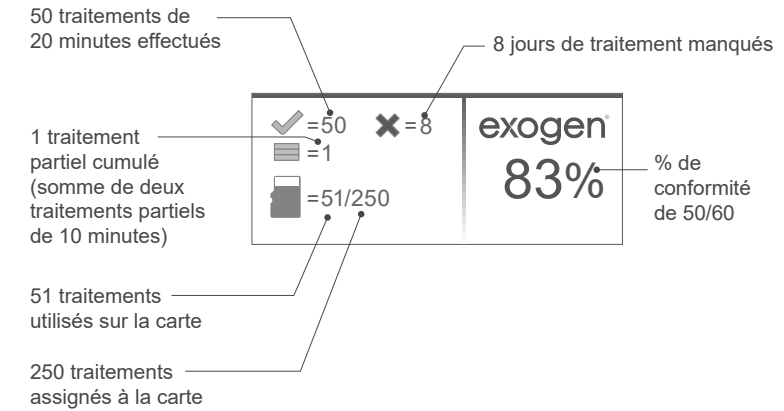 50 traitements de
20 minutes effectués
8 jours de traitement manqués
=50
=8
exogen®
1 traitement
partiel cumulé
(somme de deux
traitements partiels
de 10 minutes)
=1
83%
% de
conformité
de 50/60
=51/250
51 traitements
utilisés sur la carte
250 traitements
assignés à la carte